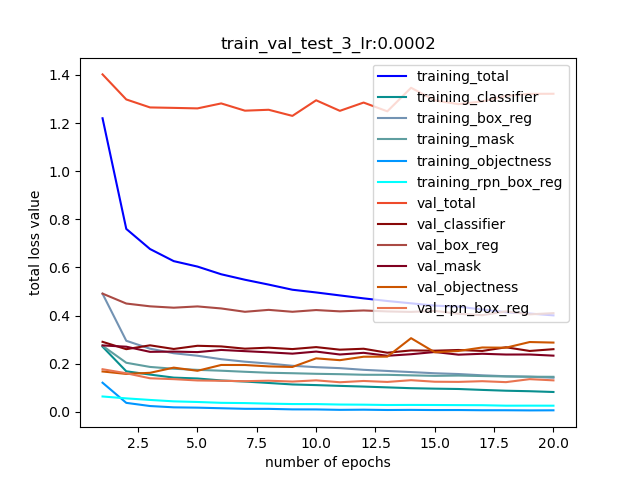 train_val_test_3_lr:0.0002
total loss value
1.4
1.2
1.0
0.8
0.6
0.4
0.2
0.0
training_total
training_classifier
training_box_reg
training_mask
training_objectness
training_rpn_box_reg
val_total
val_classifier
val_box_reg
val_mask
val_objectness
val_rpn_box_reg
2.5 5.0 7.5 10.0 12.5 15.0 17.5 20.0
number of epochs